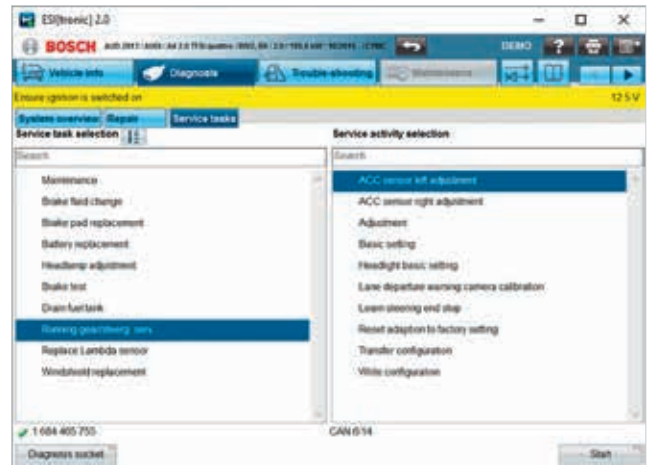 ESI[tronic] 2.0
BOSCH
DEMO
?
Vehicle info
Diagnosis
Trouble-shooting
Maintenance
Ensure ignition is switched on
12.5 V
System overview
Repair
Service tasks
Service task selection
Service activity selection
Search
Search
Maintenance
Brake fluid change
Brake pad replacement
Battery replacement
Headlamp adjustment
Brake test
Drain fuel tank
Running gear/steerg. serv.
Replace Lambda sensor
Windshield replacement
ACC sensor left adjustment
ACC sensor right adjustment
Adjustment
Basic setting
Headlight basic setting
Lane departure warning camera calibration
Learn steering end stop
Reset adaption to factory setting
Transfer configuration
Write configuration
1 684 465 755
CAN 6/14
Diagnosis socket
Start